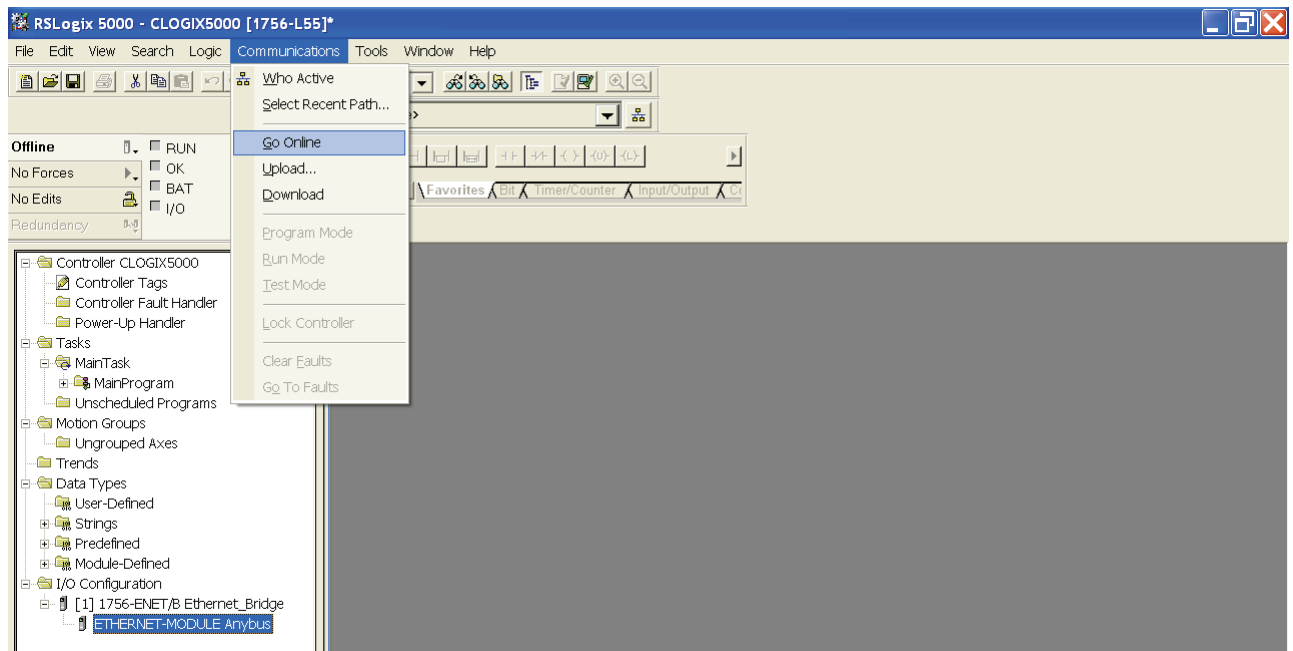 RSLogix 5000 - CLOGIX5000 [1756-L55]*
File Edit View Search Logic Communications Tools Window Help
Who Active
Select Recent Path...
Go Online
Upload...
Download
Program Mode
Run Mode
Test Mode
Lock Controller
Clear Faults
Go To Faults
Offline
RUN
No Forces
OK
No Edits
BAT
Redundancy
I/O
Favorites Bit Timer/Counter Input/Output
Controller CLOGIX5000
Controller Tags
Controller Fault Handler
Power-Up Handler
Tasks
MainTask
MainProgram
Unscheduled Programs
Motion Groups
Ungrouped Axes
Trends
Data Types
User-Defined
Strings
Predefined
Module-Defined
I/O Configuration
[1] 1756-ENET/B Ethernet_Bridge
ETHERNET-MODULE Anybus